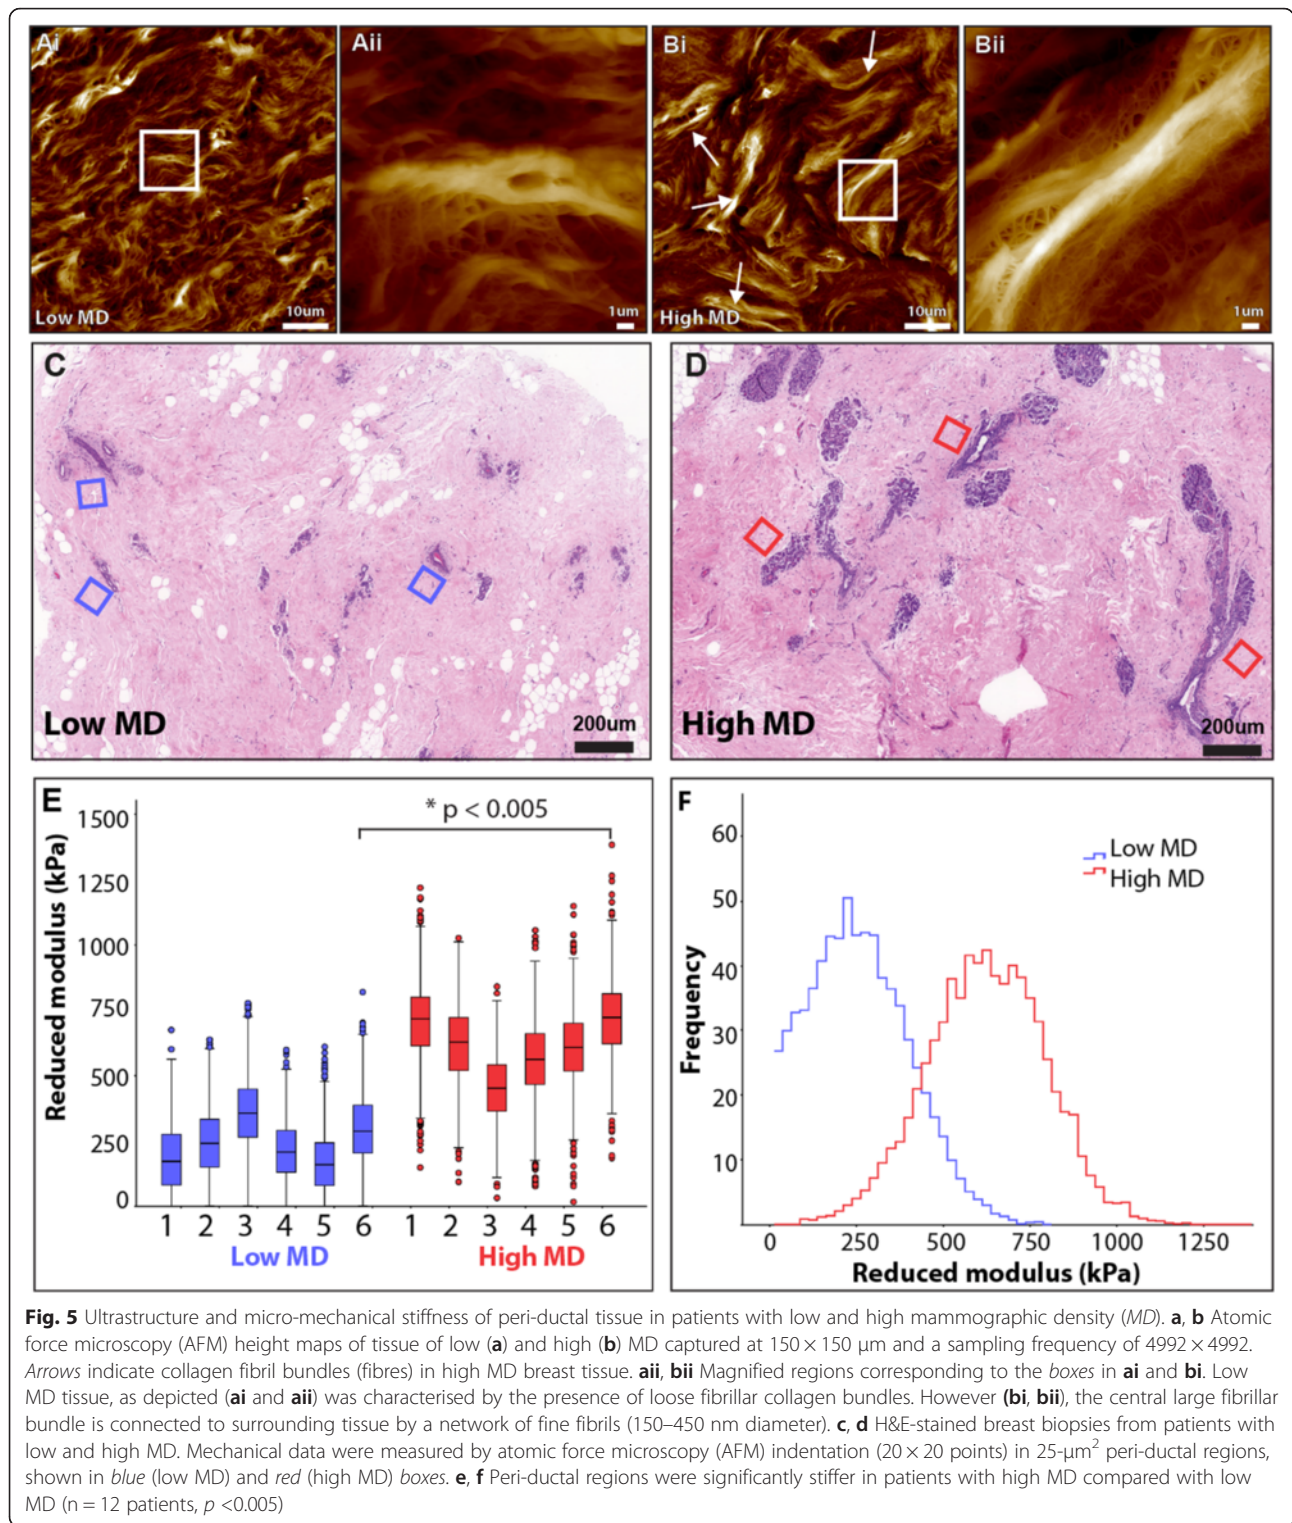 Ai
Aii
Bi
Bii
Low MD
10um
1um
High MD
10um
1um
C
Low MD
200um
D
High MD
200um
E
* p < 0.005
Reduced modulus (kPa)
1500
1250
1000
750
500
250
0
1 2 3 4 5 6 1 2 3 4 5 6
Low MD High MD
F
Low MD
High MD
Frequency
60
50
40
30
20
10
0 250 500 750 1000 1250
Reduced modulus (kPa)
Fig. 5 Ultrastructure and micro-mechanical stiffness of peri-ductal tissue in patients with low and high mammographic density (MD). a, b Atomic
force microscopy (AFM) height maps of tissue of low (a) and high (b) MD captured at 150 × 150 μm and a sampling frequency of 4992 × 4992.
Arrows indicate collagen fibril bundles (fibres) in high MD breast tissue. aii, bii Magnified regions corresponding to the boxes in ai and bi. Low
MD tissue, as depicted (ai and aii) was characterised by the presence of loose fibrillar collagen bundles. However (bi, bii), the central large fibrillar
bundle is connected to surrounding tissue by a network of fine fibrils (150–450 nm diameter). c, d H&E-stained breast biopsies from patients with
low and high MD. Mechanical data were measured by atomic force microscopy (AFM) indentation (20 × 20 points) in 25-μm² peri-ductal regions,
shown in blue (low MD) and red (high MD) boxes. e, f Peri-ductal regions were significantly stiffer in patients with high MD compared with low
MD (n = 12 patients, p <0.005)